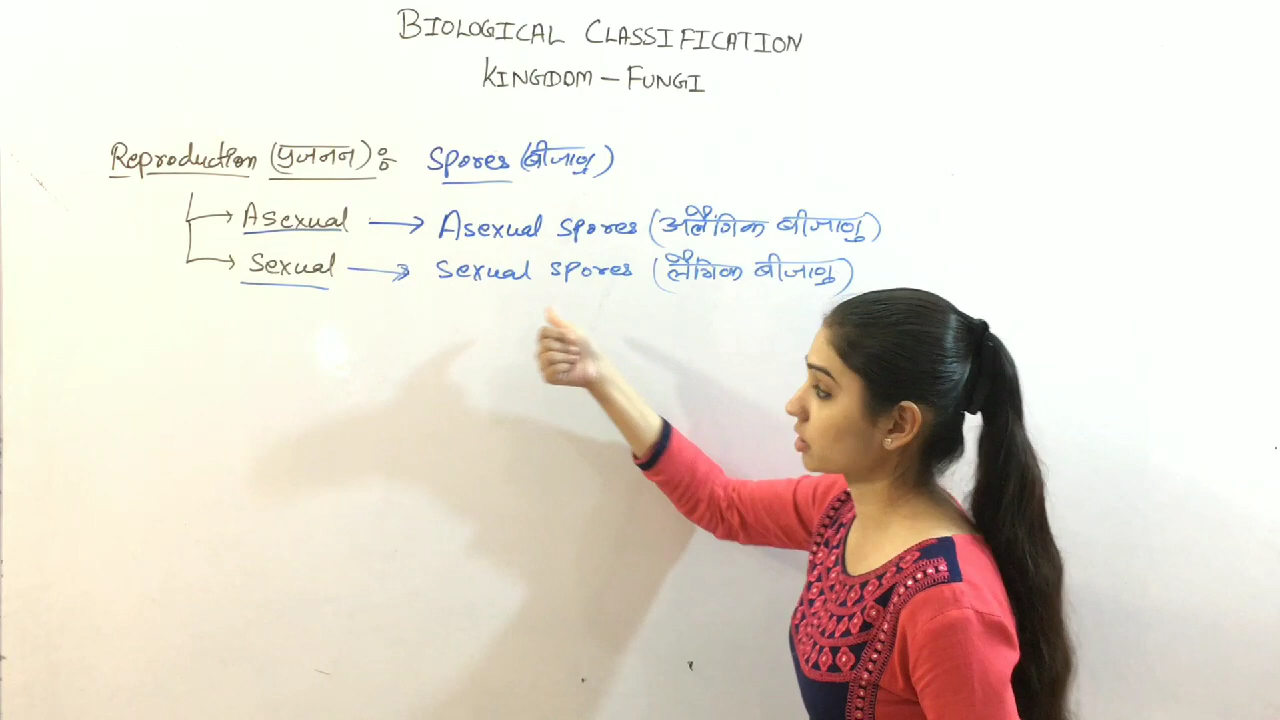 BIOLOGICAL CLASSIFICATION
KINGDOM - FUNGI
Reproduction (प्रजनन) : Spores (बीजाणु)
Asexual → Asexual spores (अलैंगिक बीजाणु)
Sexual → Sexual spores (लैंगिक बीजाणु)